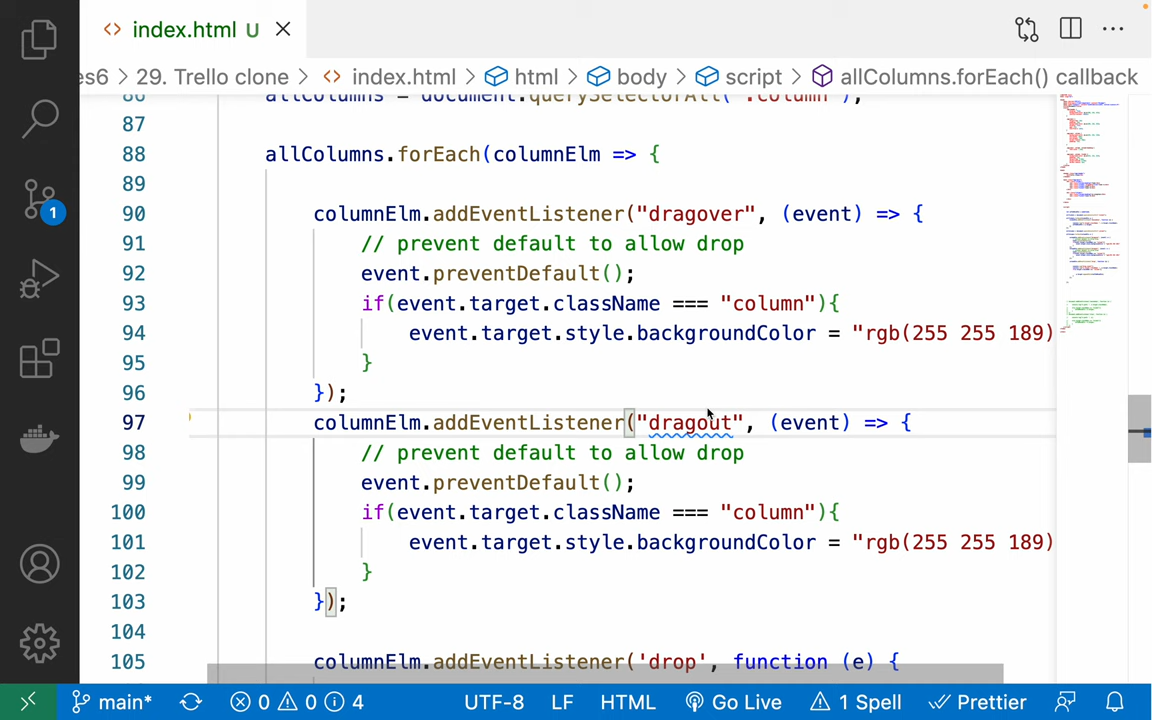 index.html U
es6 > 29. Trello clone > index.html > html > body > script > allColumns.forEach() callback
86 allColumns = document.querySelectorAll( ".column");
87
88 allColumns.forEach(columnElm => {
89
90 columnElm.addEventListener("dragover", (event) => {
91 // prevent default to allow drop
92 event.preventDefault();
93 if(event.target.className === "column"){
94 event.target.style.backgroundColor = "rgb(255 255 189)
95 }
96 });
97 columnElm.addEventListener("dragout", (event) => {
98 // prevent default to allow drop
99 event.preventDefault();
100 if(event.target.className === "column"){
101 event.target.style.backgroundColor = "rgb(255 255 189)
102 }
103 });
104
105 columnElm.addEventListener('drop', function (e) {
1
main* 0 0 4 UTF-8 LF HTML Go Live 1 Spell Prettier